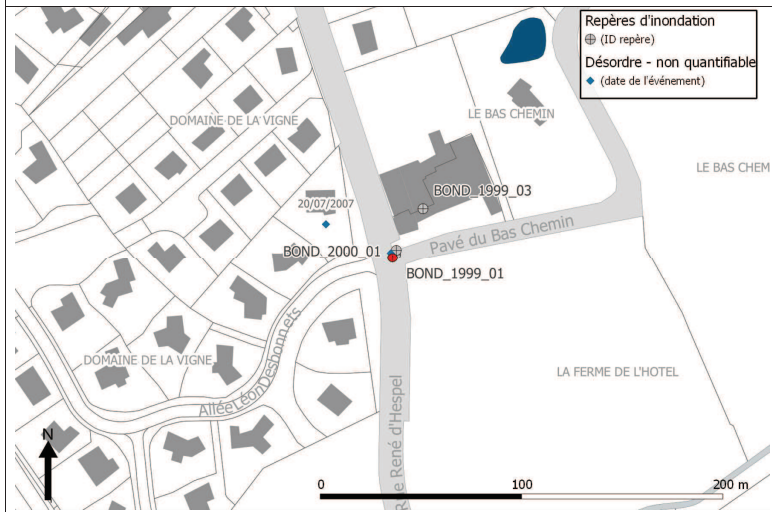 Repères d'inondation
(ID repère)
Désordre - non quantifiable
(date de l'événement)
DOMAINE DE LA VIGNE
LE BAS CHEMIN
LE BAS CHEM
BOND_1999_03
20/07/2007
Pavé du Bas Chemin
BOND_2000_01
BOND_1999_01
DOMAINE DE LA VIGNE
LA FERME DE L'HOTEL
Allée Léon Desbonnets
Rue René d'Hespel
N
0 100 200 m